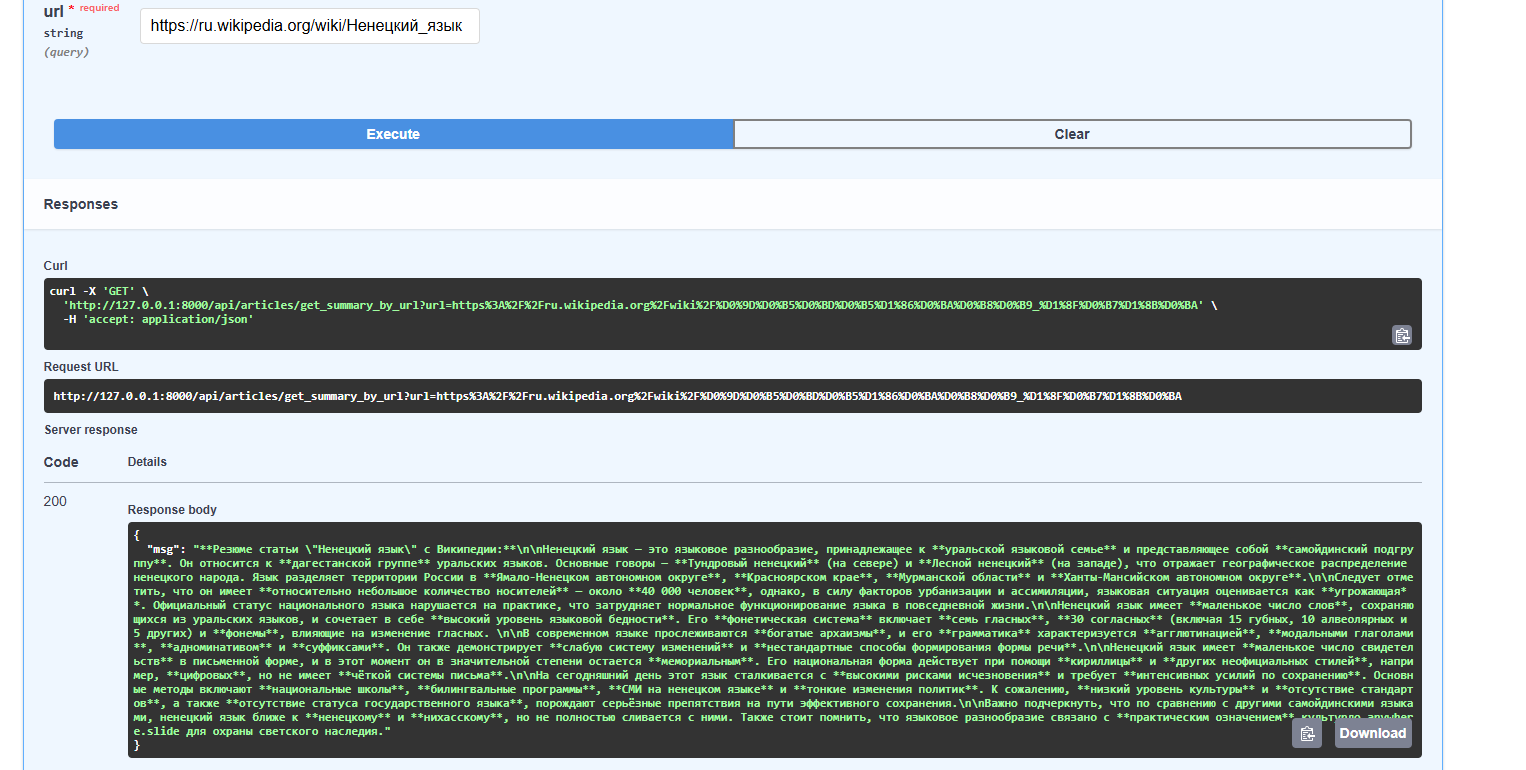 url * required
string
(query)
https://ru.wikipedia.org/wiki/Ненецкий_язык
Execute
Clear
Responses
Curl
curl -X 'GET' \
'http://127.0.0.1:8000/api/articles/get_summary_by_url?url=https%3A%2F%2Fru.wikipedia.org%2Fwiki%2F%D0%9D%D0%B5%D0%BD%D0%B5%D1%86%D0%BA%D0%B8%D0%B9_%D1%8F%D0%B7%D1%8B%D0%BA' \
-H 'accept: application/json'
Request URL
http://127.0.0.1:8000/api/articles/get_summary_by_url?url=https%3A%2F%2Fru.wikipedia.org%2Fwiki%2F%D0%9D%D0%B5%D0%BD%D0%B5%D1%86%D0%BA%D0%B8%D0%B9_%D1%8F%D0%B7%D1%8B%D0%BA
Server response
Code
Details
200
Response body
{
"msg": "**Резюме статьи \"Ненецкий язык\" с Википедии:**\n\nНенецкий язык — это языковое разнообразие, принадлежащее к **уральской языковой семье** и представляющее собой **самойдинский подгру
ппу**. Он относится к **дагестанской группе** уральских языков. Основные говоры — **Тундровый ненецкий** (на севере) и **Лесной ненецкий** (на западе), что отражает географическое распределение
ненецкого народа. Язык разделяет территории России в **Ямало-Ненецком автономном округе**, **Красноярском крае**, **Мурманской области** и **Ханты-Мансийском автономном округе**.\n\nСледует отме
тить, что он имеет **относительно небольшое количество носителей** — около **40 000 человек**, однако, в силу факторов урбанизации и ассимиляции, языковая ситуация оценивается как **угрожающая*
*. Официальный статус национального языка нарушается на практике, что затрудняет нормальное функционирование языка в повседневной жизни.\n\nНенецкий язык имеет **маленькое число слов**, сохраняю
щихся из уральских языков, и сочетает в себе **высокий уровень языковой бедности**. Его **фонетическая система** включает **семь гласных**, **30 согласных** (включая 15 губных, 10 алвеолярных и
5 других) и **фонемы**, влияющие на изменение гласных. \n\nВ современном языке прослеживаются **богатые архаизмы**, и его **грамматика** характеризуется **агглютинацией**, **модальными глаголами
**, **адноминативом** и **суффиксами**. Он также демонстрирует **слабую систему изменений** и **нестандартные способы формирования формы речи**.\n\nНенецкий язык имеет **маленькое число свидетел
ьств** в письменной форме, и в этот момент он в значительной степени остается **мемориальным**. Его национальная форма действует при помощи **кириллицы** и **других неофициальных стилей**, напри
мер, **цифровых**, но не имеет **чёткой системы письма**.\n\nНа сегодняшний день этот язык сталкивается с **высокими рисками исчезновения** и требует **интенсивных усилий по сохранению**. Основн
ые методы включают **национальные школы**, **билингвальные программы**, **СМИ на ненецком языке** и **тонкие изменения политик**. К сожалению, **низкий уровень культуры** и **отсутствие стандарт
ов**, а также **отсутствие статуса государственного языка**, порождают серьёзные препятствия на пути эффективного сохранения.\n\nВажно подчеркнуть, что по сравнению с другими самойдинскими языка
ми, ненецкий язык ближе к **ненецкому** и **нихасскому**, но не полностью сливается с ними. Также стоит помнить, что языковое разнообразие связано с **практическим означением**
e.slide для охраны светского наследия."
}
Download